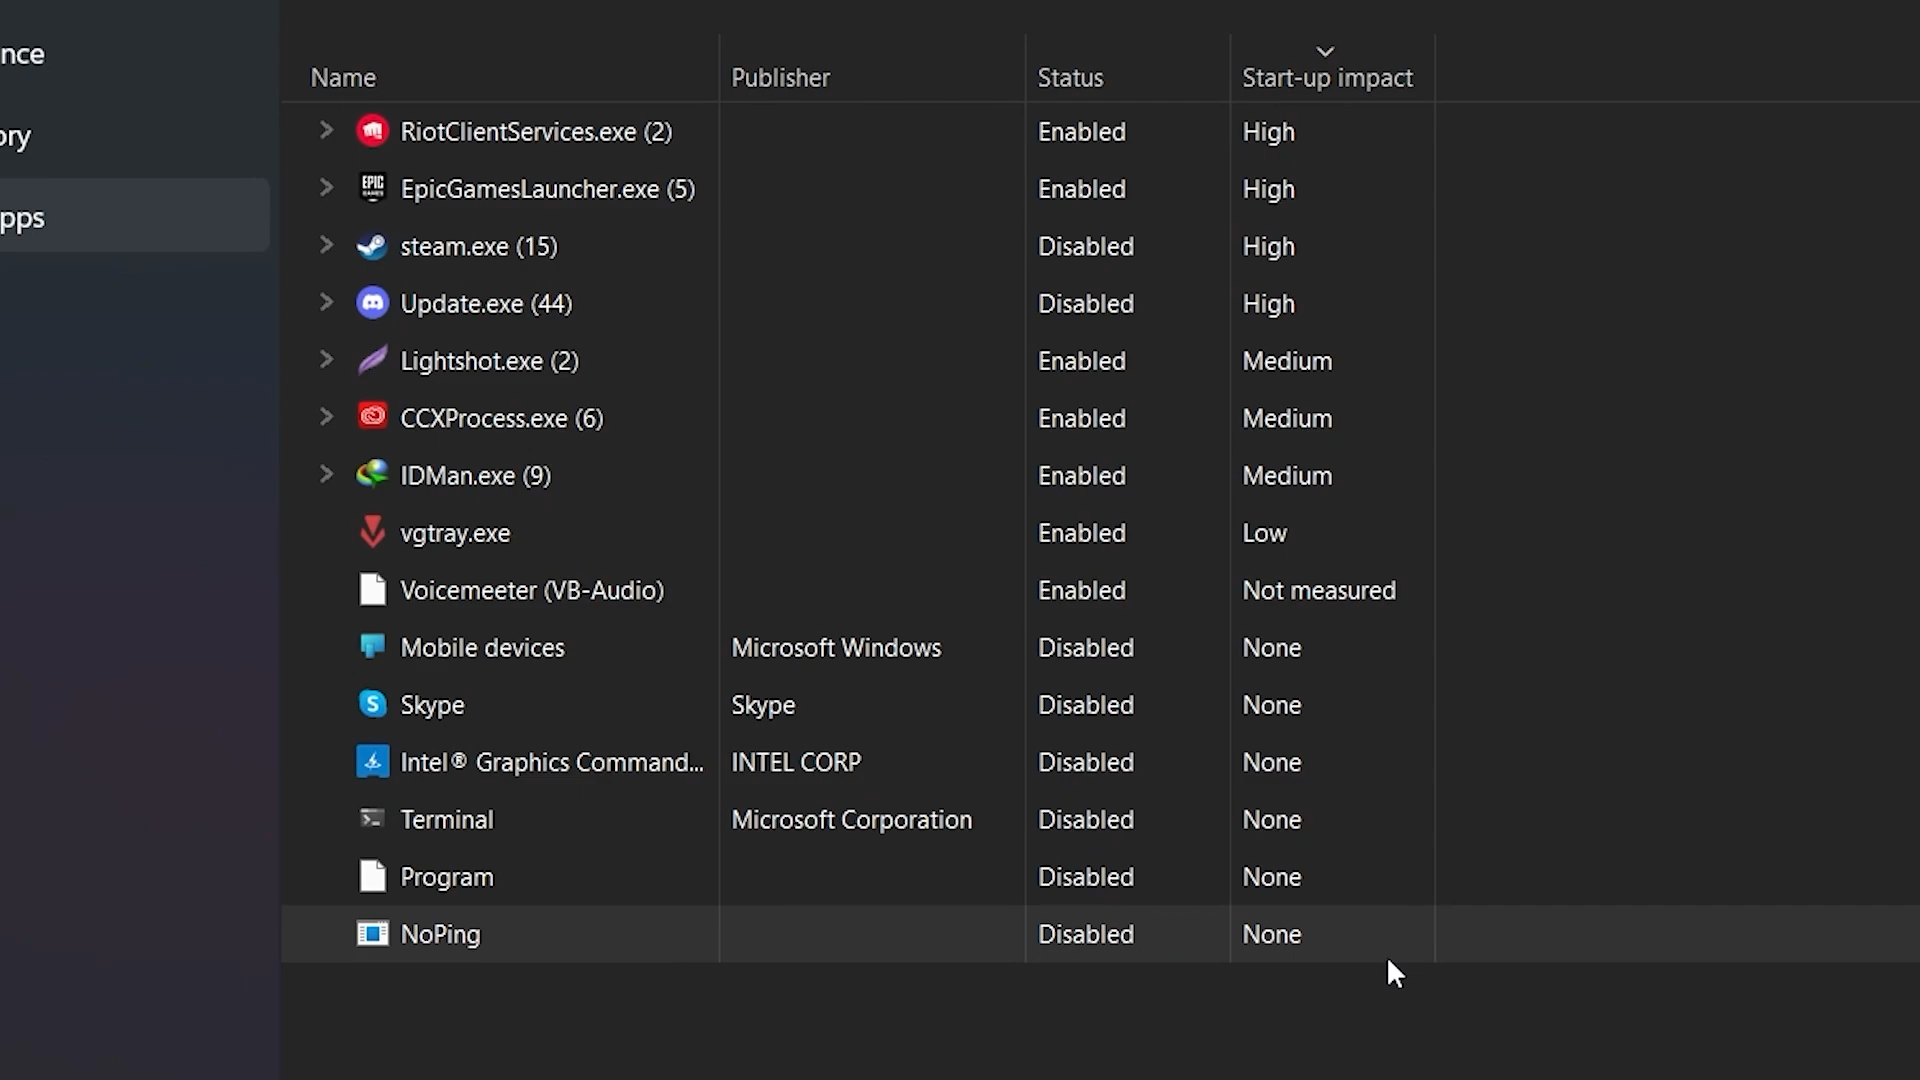 nce
ory
pps
Name Publisher Status Start-up impact
RiotClientServices.exe (2) Enabled High
EPIC GAMES EpicGamesLauncher.exe (5) Enabled High
steam.exe (15) Disabled High
Update.exe (44) Disabled High
Lightshot.exe (2) Enabled Medium
CCXProcess.exe (6) Enabled Medium
IDMan.exe (9) Enabled Medium
vgtray.exe Enabled Low
Voicemeeter (VB-Audio) Enabled Not measured
Mobile devices Microsoft Windows Disabled None
S Skype Skype Disabled None
Intel® Graphics Command... INTEL CORP Disabled None
Terminal Microsoft Corporation Disabled None
Program Disabled None
NoPing Disabled None